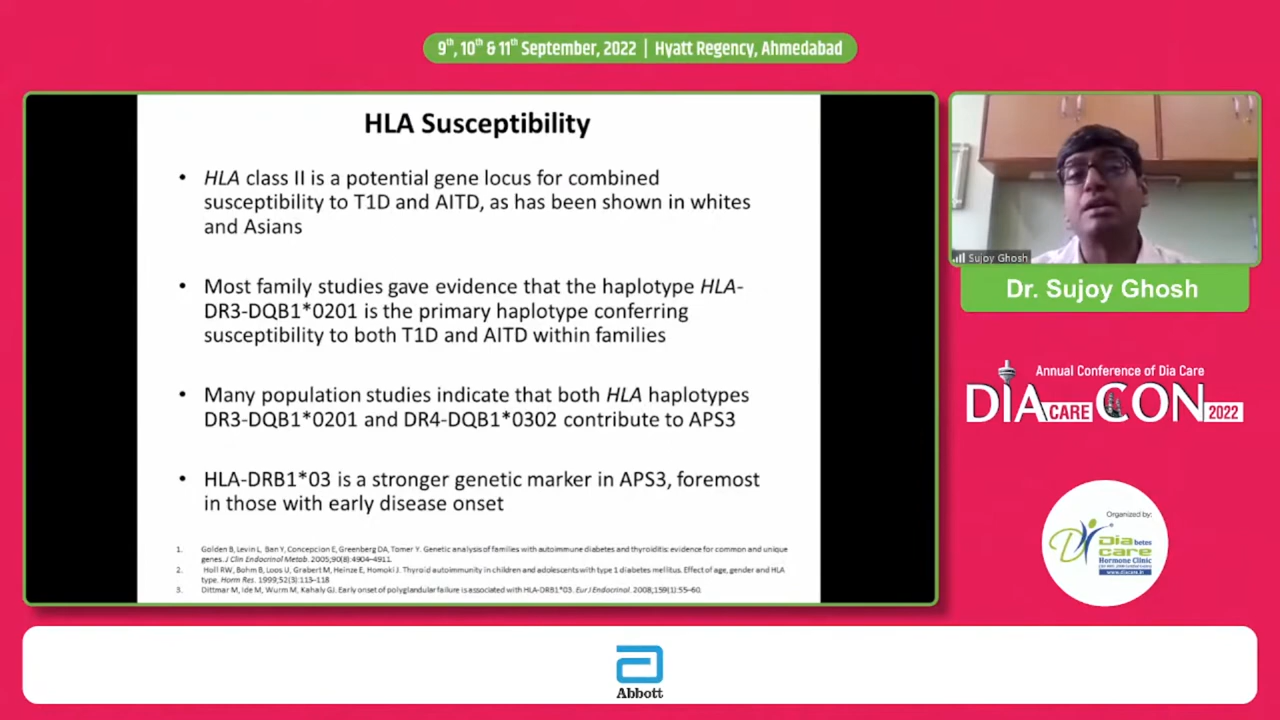 9th, 10th & 11th September, 2022 | Hyatt Regency, Ahmedabad
HLA Susceptibility
• HLA class II is a potential gene locus for combined
susceptibility to T1D and AITD, as has been shown in whites
and Asians
• Most family studies gave evidence that the haplotype HLA-
DR3-DQB1*0201 is the primary haplotype conferring
susceptibility to both T1D and AITD within families
• Many population studies indicate that both HLA haplotypes
DR3-DQB1*0201 and DR4-DQB1*0302 contribute to APS3
• HLA-DRB1*03 is a stronger genetic marker in APS3, foremost
in those with early disease onset
1. Golden B, Levin L, Ban Y, Concepcion E, Greenberg DA, Tomer Y. Genetic analysis of families with autoimmune diabetes and thyroiditis: evidence for common and unique
genes. J Clin Endocrinol Metab. 2005;90(8):4904–4911.
2. Holl RW, Bohm B, Loos U, Grabert M, Heinze E, Homoki J. Thyroid autoimmunity in children and adolescents with type 1 diabetes mellitus. Effect of age, gender and HLA
type. Horm Res. 1999;52(3):113–118
3. Dittmar M, Ide M, Wurm M, Kahaly GJ. Early onset of polyglandular failure is associated with HLA-DRB1*03. Eur J Endocrinol. 2008;159(1):55–60.
Sujoy Ghosh
Dr. Sujoy Ghosh
Annual Conference of Dia Care
DIA CARE CON 2022
Organized by:
Diabetes
care
Hormone Clinic
www.diacare.in
Abbott